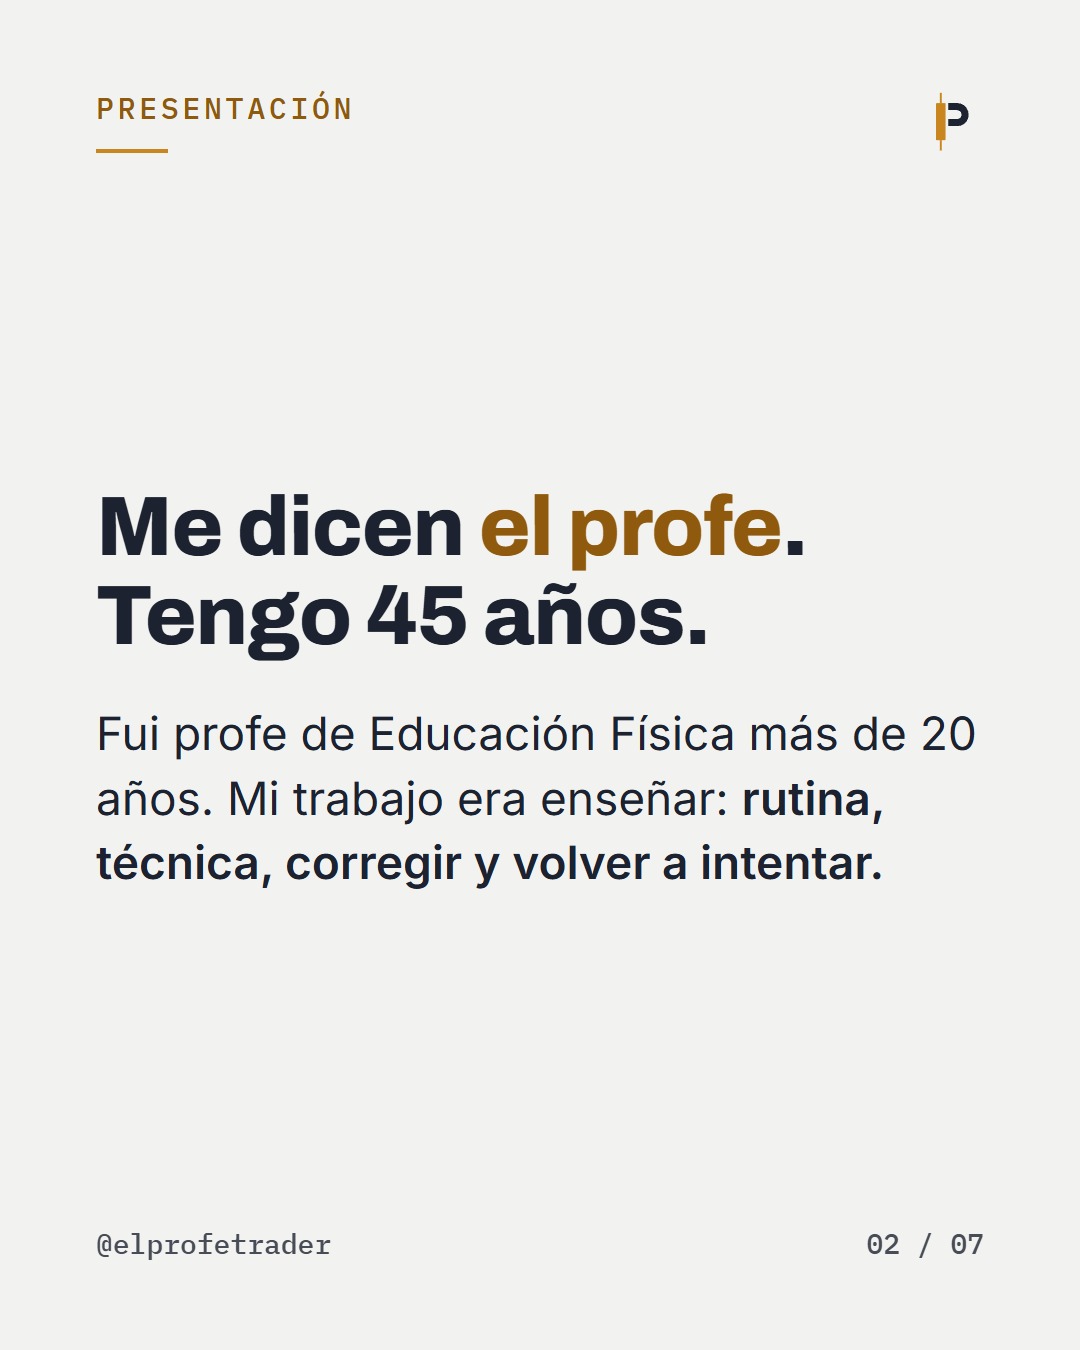 PRESENTACIÓN
Me dicen el profe.
Tengo 45 años.
Fui profe de Educación Física más de 20
años. Mi trabajo era enseñar: rutina,
técnica, corregir y volver a intentar.
@elprofetrader
02 / 07